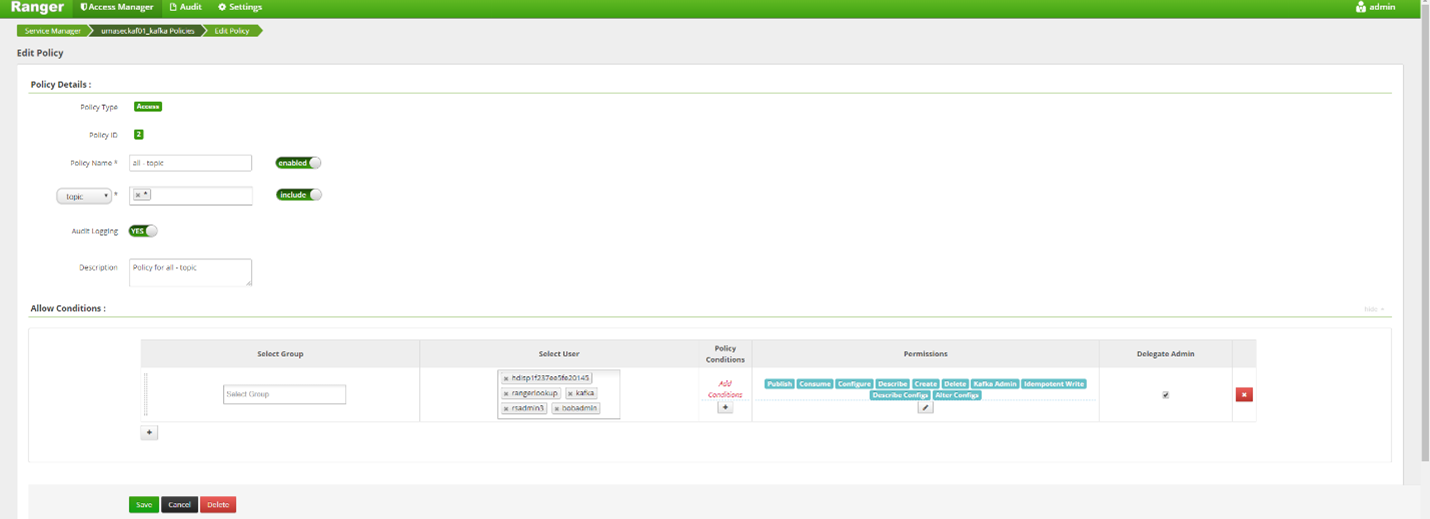 Ranger Access Manager Audit Settings admin
Service Manager umaseckaf01_kafka Policies Edit Policy
Edit Policy
Policy Details :
Policy Type Access
Policy ID 2
Policy Name * all - topic enabled
topic * × * include
Audit Logging YES
Description Policy for all - topic
Allow Conditions :
hide
Select Group Select User Policy Conditions Permissions Delegate Admin
Select Group
× rangerlookup × kafka
× rsadmin3 × bobadmin
Add Conditions
+
Publish Consume Configure Describe Create Delete Kafka Admin Idempotent Write
Describe Configs Alter Configs
×
+
Save Cancel Delete